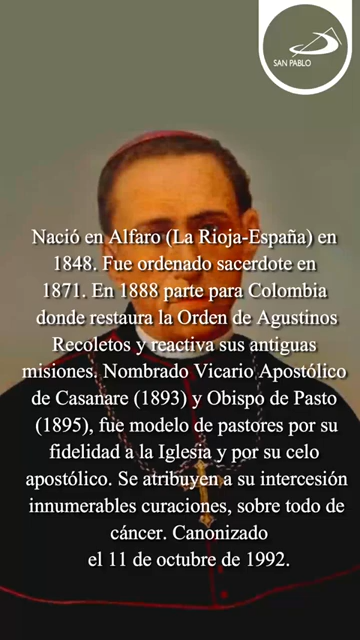 SAN PABLO
Nació en Alfaro (La Rioja-España) en
1848. Fue ordenado sacerdote en
1871. En 1888 parte para Colombia
donde restaura la Orden de Agustinos
Recoletos y reactiva sus antiguas
misiones. Nombrado Vicario Apostólico
de Casanare (1893) y Obispo de Pasto
(1895), fue modelo de pastores por su
fidelidad a la Iglesia y por su celo
apostólico. Se atribuyen a su intercesión
innumerables curaciones, sobre todo de
cáncer. Canonizado
el 11 de octubre de 1992.